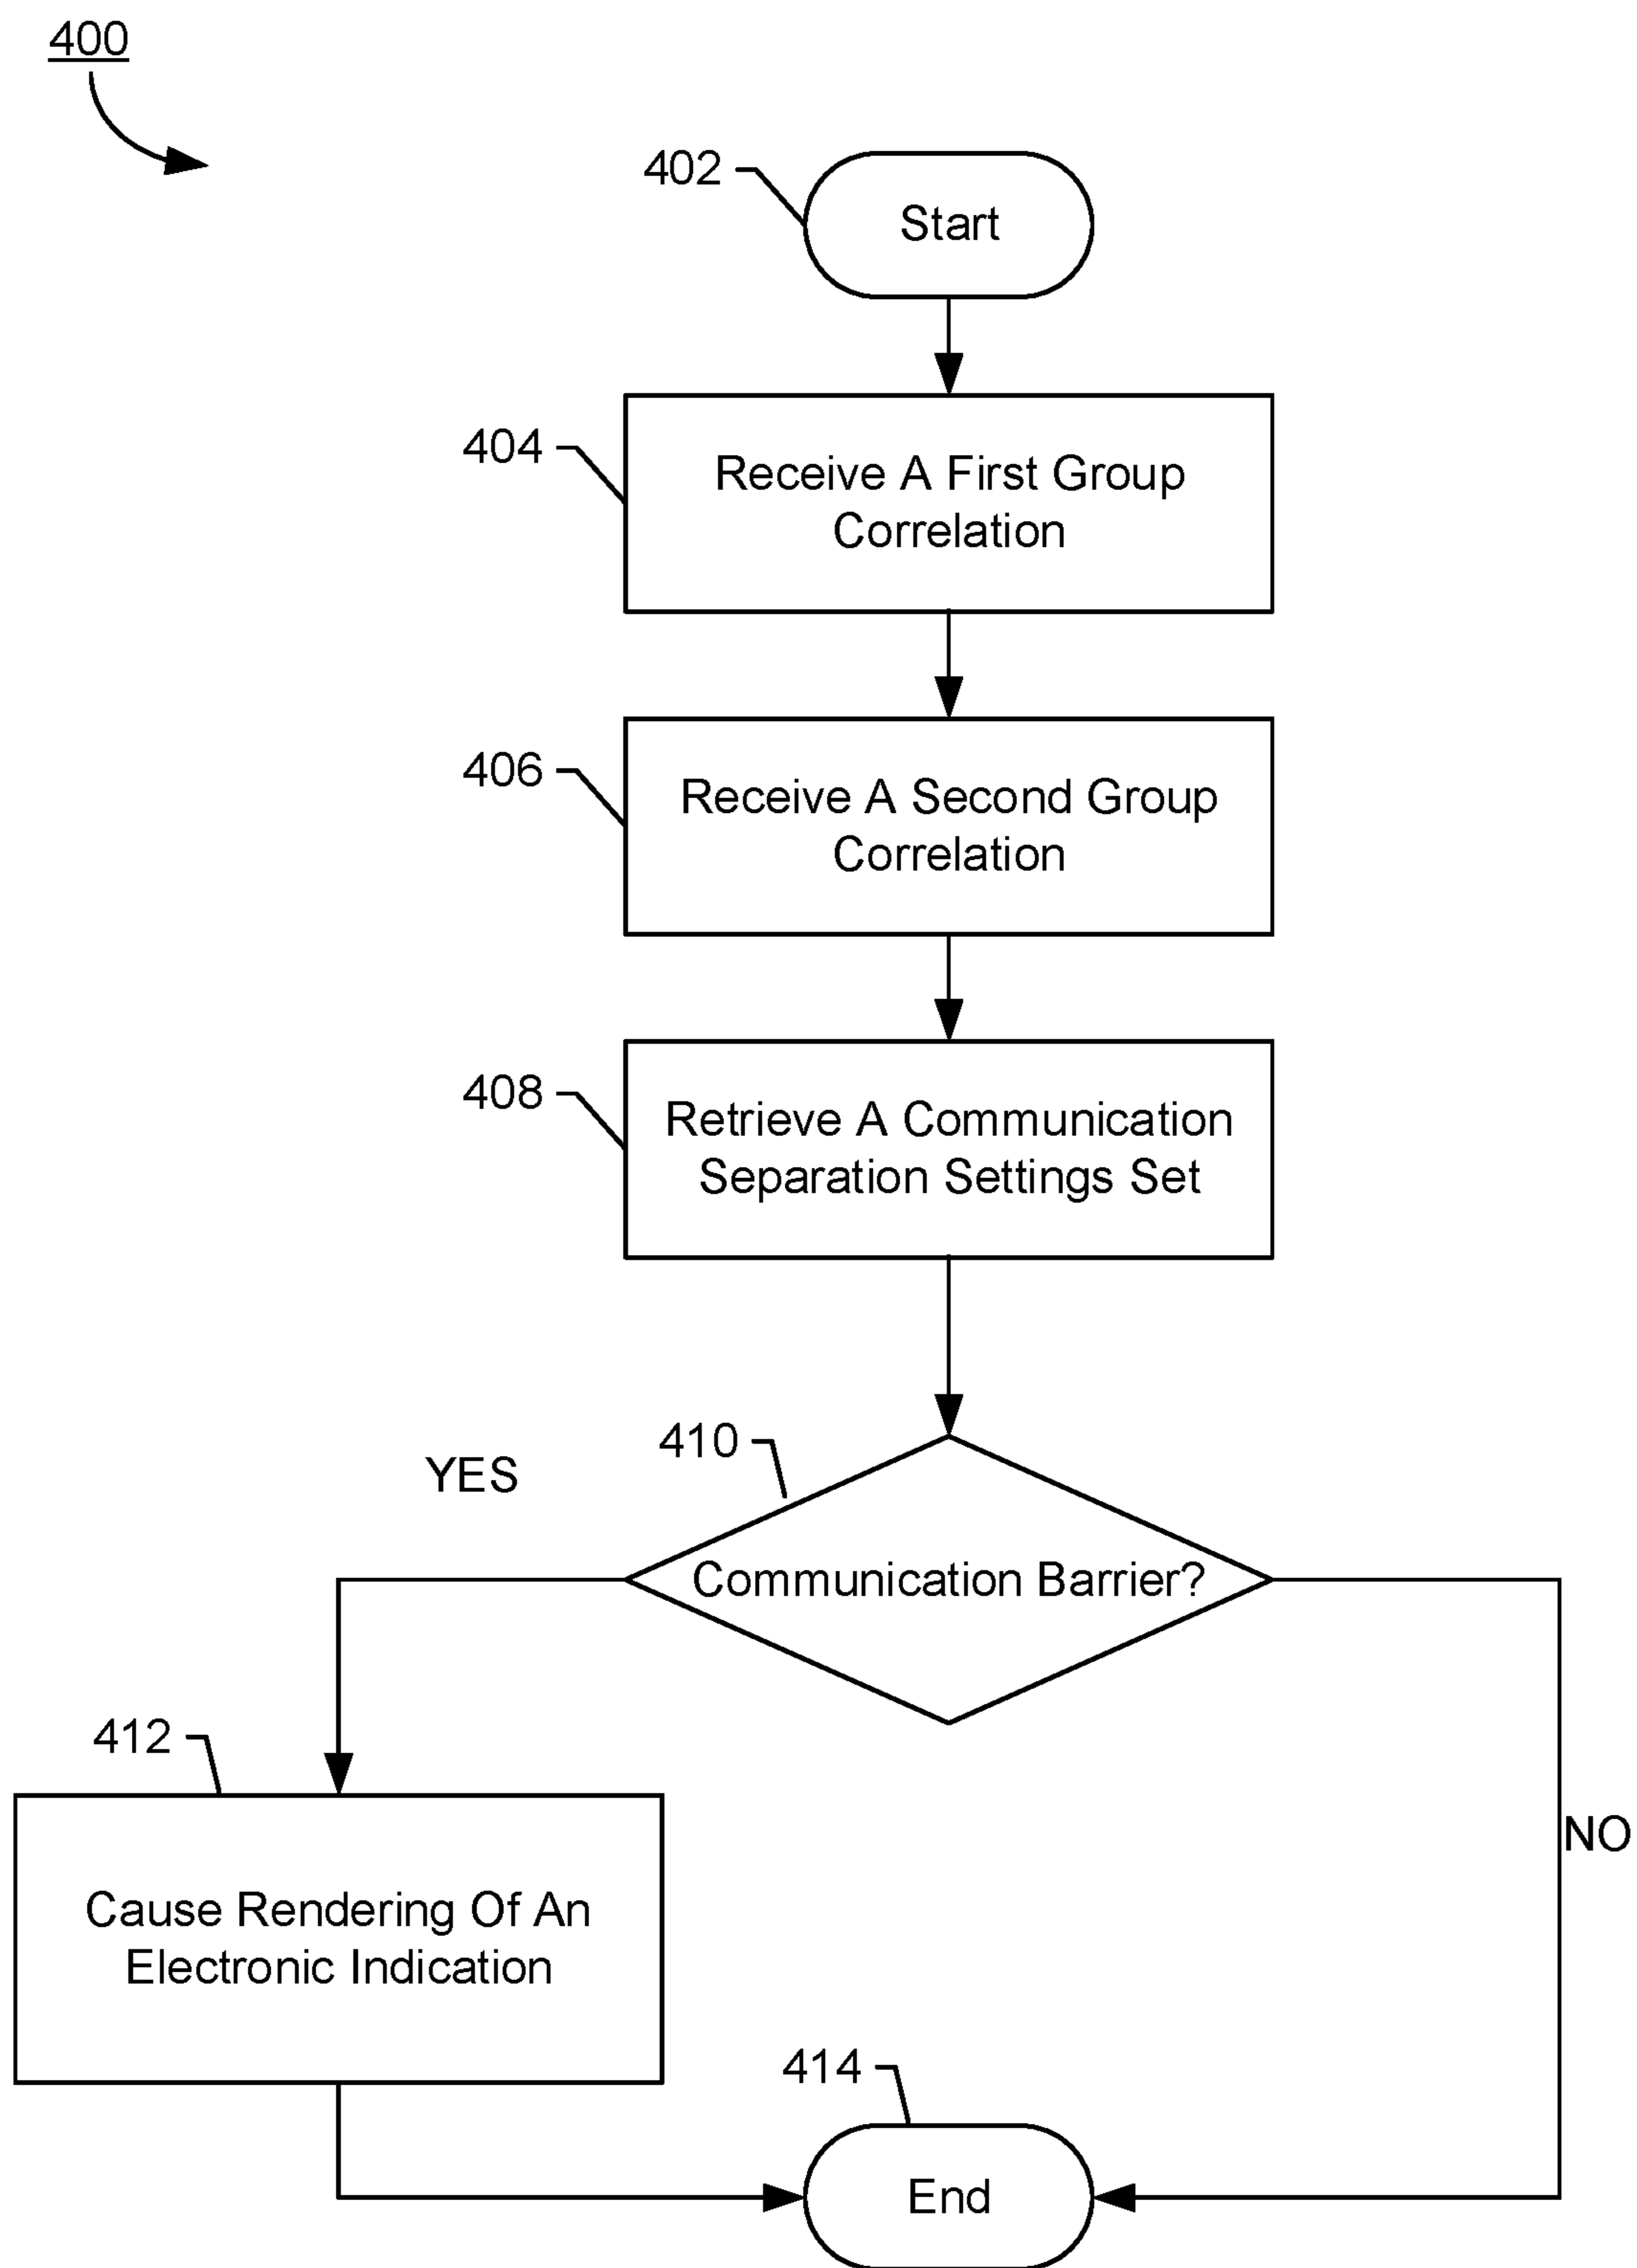 400
402
Start
404
Receive A First Group
Correlation
406
Receive A Second Group
Correlation
408
Retrieve A Communication
Separation Settings Set
410
YES
Communication Barrier?
412
NO
Cause Rendering Of An
Electronic Indication
414
End